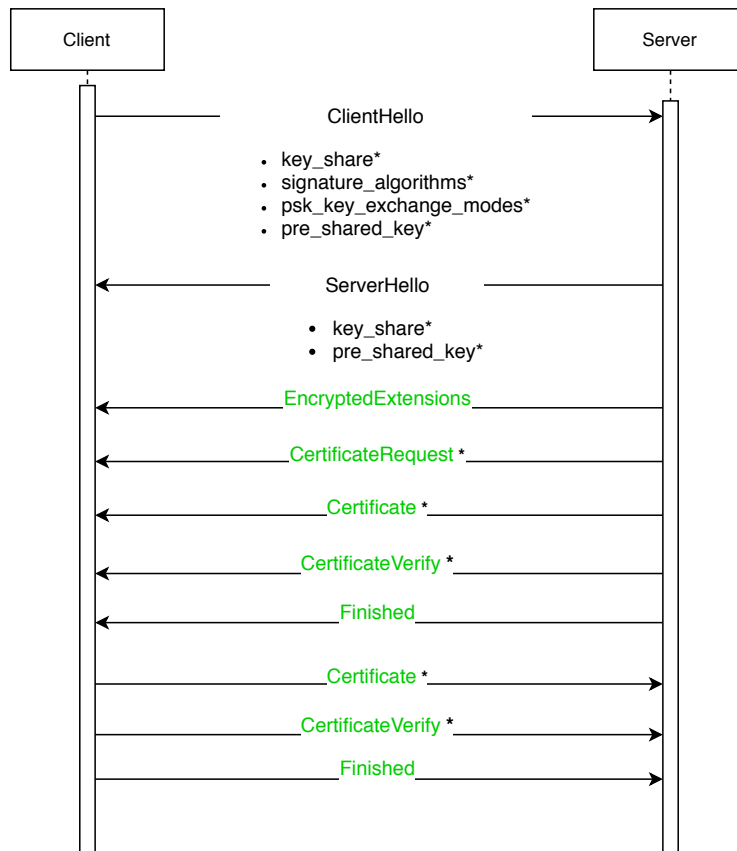 Client
Server
ClientHello
• key_share*
• signature_algorithms*
• psk_key_exchange_modes*
• pre_shared_key*
ServerHello
• key_share*
• pre_shared_key*
EncryptedExtensions
CertificateRequest *
Certificate *
CertificateVerify *
Finished
Certificate *
CertificateVerify *
Finished